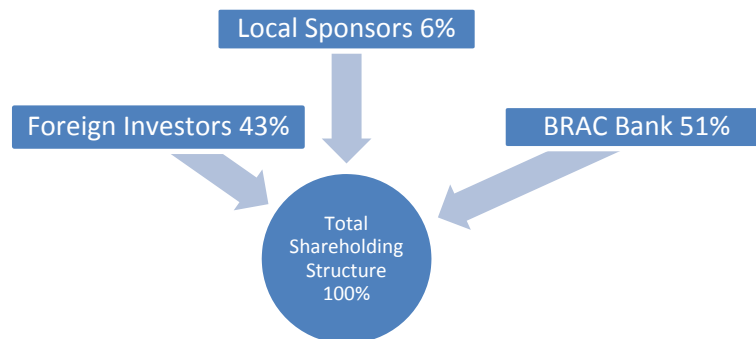 Local Sponsors 6%
Foreign Investors 43%
BRAC Bank 51%
Total
Shareholding
Structure
100%